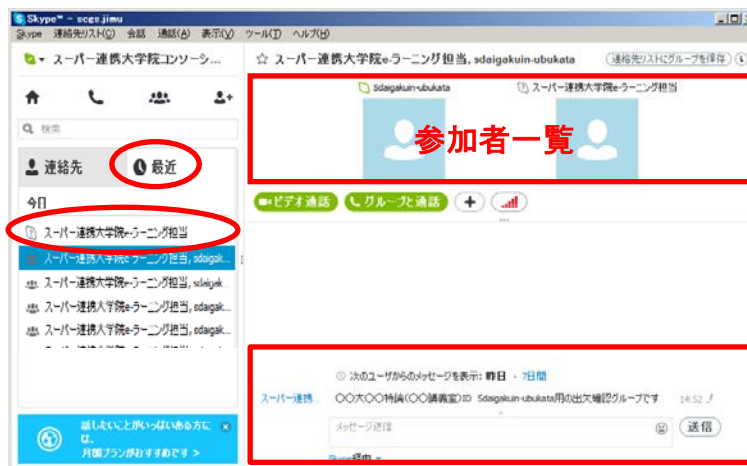 Skype™ - scgs.jimu
Skype 連絡先リスト(C) 会話 通話(A) 表示(V) ツール(T) ヘルプ(H)
スーパー連携大学院コンソーシ...
検索
連絡先 最近
今日
スーパー連携大学院e-ラーニング担当
スーパー連携大学院e-ラーニング担当, sdaigak...
スーパー連携大学院e-ラーニング担当, sdaigak...
スーパー連携大学院e-ラーニング担当, sdaigak...
スーパー連携大学院e-ラーニング担当, sdaigak...
話したいことがいっぱいある方に
は、
月額プランがおすすめです >
☆ スーパー連携大学院e-ラーニング担当, sdaigakuin-ubukata 連絡先リストにグループを保存
Sdaigakuin-ubukata スーパー連携大学院e-ラーニング担当
参加者一覧
ビデオ通話 グループと通話 +
次のユーザからのメッセージを表示: 昨日 - 7日間
スーパー連携... 〇〇大〇〇特論(〇〇講義室)ID Sdaigakuin-ubukata用の出欠確認グループです 14:52
メッセージ送信 送信
Skype経由